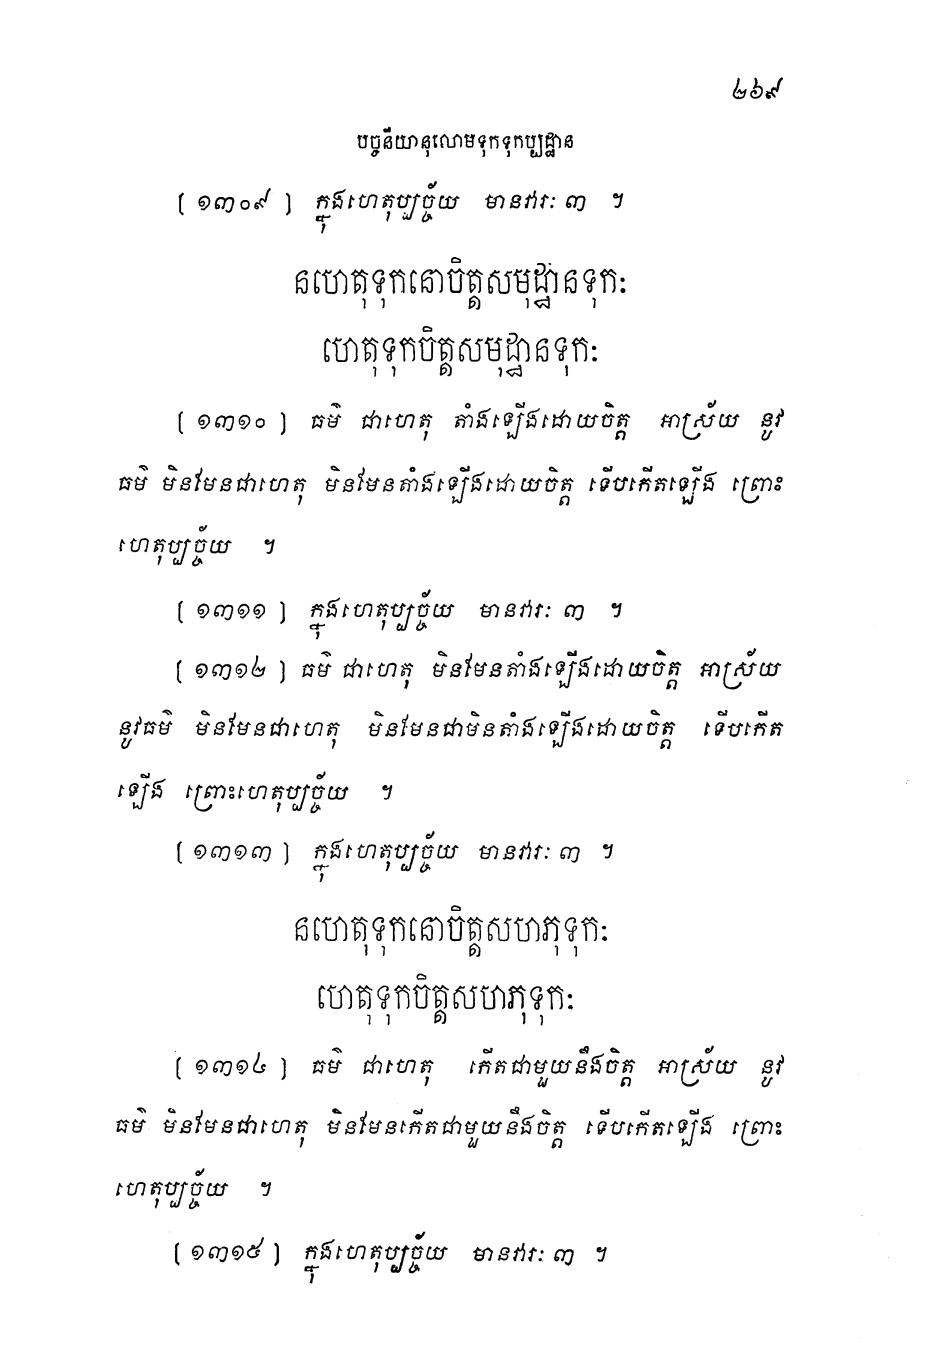 ២៦៩
បច្ចនីយានុលោមទុកទុកប្បដ្ឋាន
[ ១៣០៩ ] ក្នុងហេតុប្បច្ច័យ មានវារៈ ៣ ។
នហេតុទុកនោចិត្តសមុដ្ឋានទុកៈ
ហេតុទុកចិត្តសមុដ្ឋានទុកៈ
[ ១៣១០ ] ធម៌ ជាហេតុ តាំងឡើងដោយចិត្ត អាស្រ័យ នូវ
ធម៌ មិនមែនជាហេតុ មិនមែនតាំងឡើងដោយចិត្ត ទើបកើតឡើង ព្រោះ
ហេតុប្បច្ច័យ ។
[ ១៣១១ ] ក្នុងហេតុប្បច្ច័យ មានវារៈ ៣ ។
[ ១៣១២ ] ធម៌ ជាហេតុ មិនមែនតាំងឡើងដោយចិត្ត អាស្រ័យ
នូវធម៌ មិនមែនជាហេតុ មិនមែនជាមិនតាំងឡើងដោយចិត្ត ទើបកើត
ឡើង ព្រោះហេតុប្បច្ច័យ ។
[ ១៣១៣ ] ក្នុងហេតុប្បច្ច័យ មានវារៈ ៣ ។
នហេតុទុកនោចិត្តសហភុទុកៈ
ហេតុទុកចិត្តសហភុទុកៈ
[ ១៣១៤ ] ធម៌ ជាហេតុ កើតជាមួយនឹងចិត្ត អាស្រ័យ នូវ
ធម៌ មិនមែនជាហេតុ មិនមែនកើតជាមួយនឹងចិត្ត ទើបកើតឡើង ព្រោះ
ហេតុប្បច្ច័យ ។
[ ១៣១៥ ] ក្នុងហេតុប្បច្ច័យ មានវារៈ ៣ ។